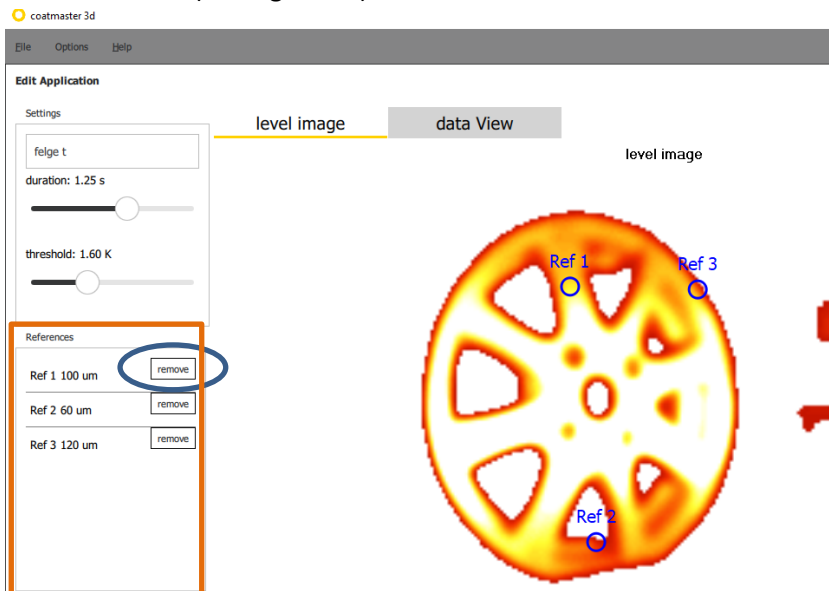 coatmaster 3d
File Options Help
Edit Application
Settings
felge t
duration: 1.25 s
threshold: 1.60 K
References
Ref 1 100 um remove
Ref 2 60 um remove
Ref 3 120 um remove
level image data View
level image
Ref 1
Ref 3
Ref 2